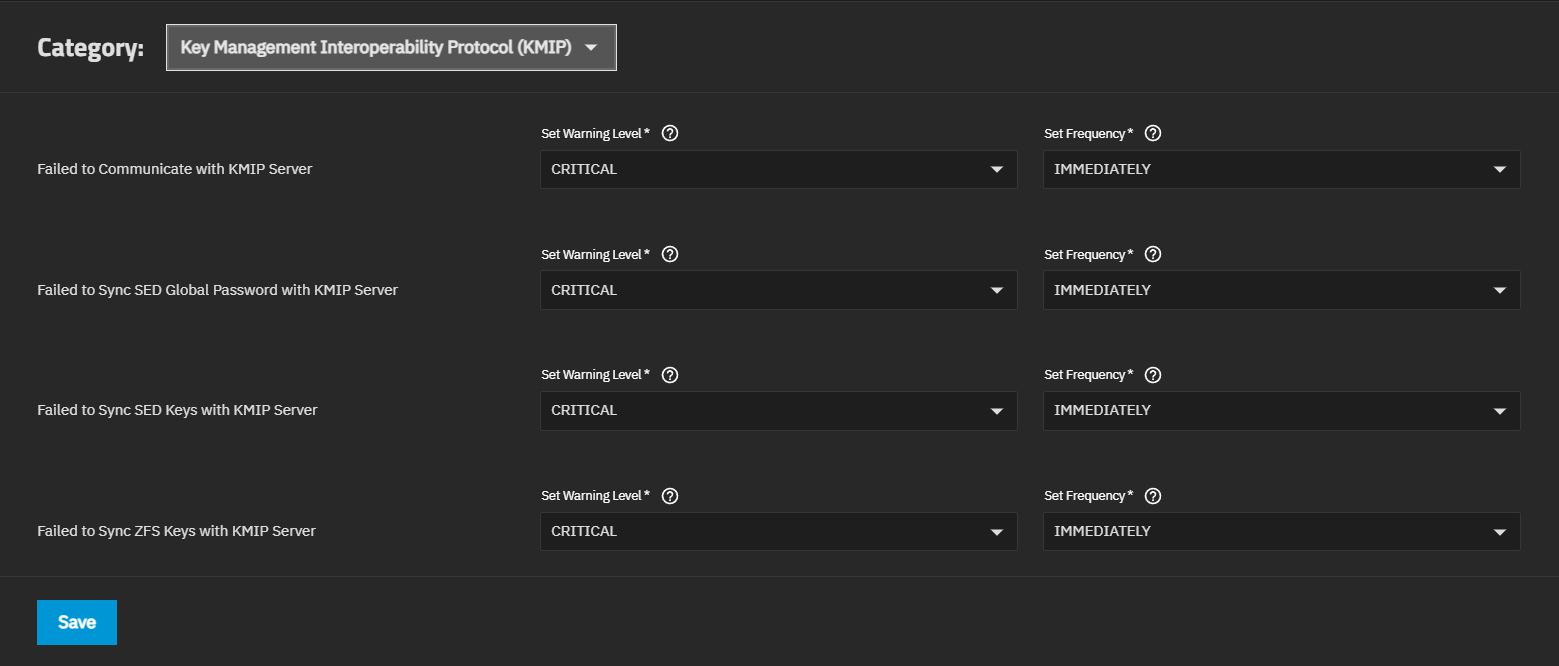 Category: Key Management Interoperability Protocol (KMIP)
Set Warning Level * Set Frequency *
Failed to Communicate with KMIP Server CRITICAL IMMEDIATELY
Set Warning Level * Set Frequency *
Failed to Sync SED Global Password with KMIP Server CRITICAL IMMEDIATELY
Set Warning Level * Set Frequency *
Failed to Sync SED Keys with KMIP Server CRITICAL IMMEDIATELY
Set Warning Level * Set Frequency *
Failed to Sync ZFS Keys with KMIP Server CRITICAL IMMEDIATELY
Save